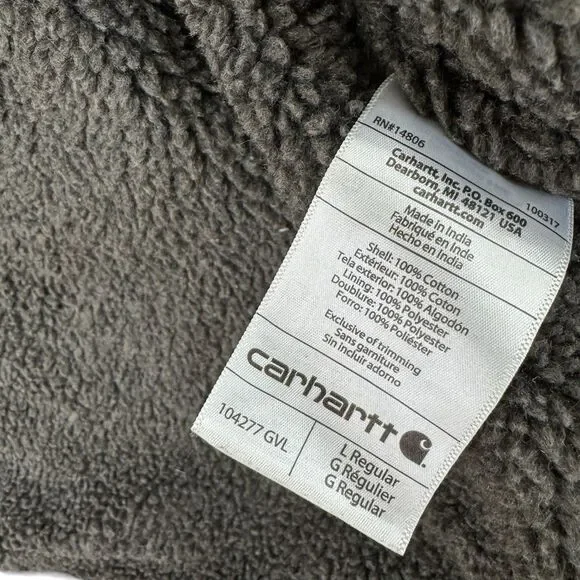 RN#14806
Carhartt, Inc. P.O. Box 600
Dearborn, MI 48121 USA
carhartt.com
100317
Made in India
Fabriqué en Inde
Hecho en India
Shell: 100% Cotton
Extérieur: 100% Coton
Tela exterior: 100% Algodón
Lining: 100% Polyester
Doublure: 100% Polyester
Forro: 100% Poliéster
Exclusive of trimming
Sans garniture
Sin incluir adorno
carhartt
104277 GVL
L Regular
G Régulier
G Regular